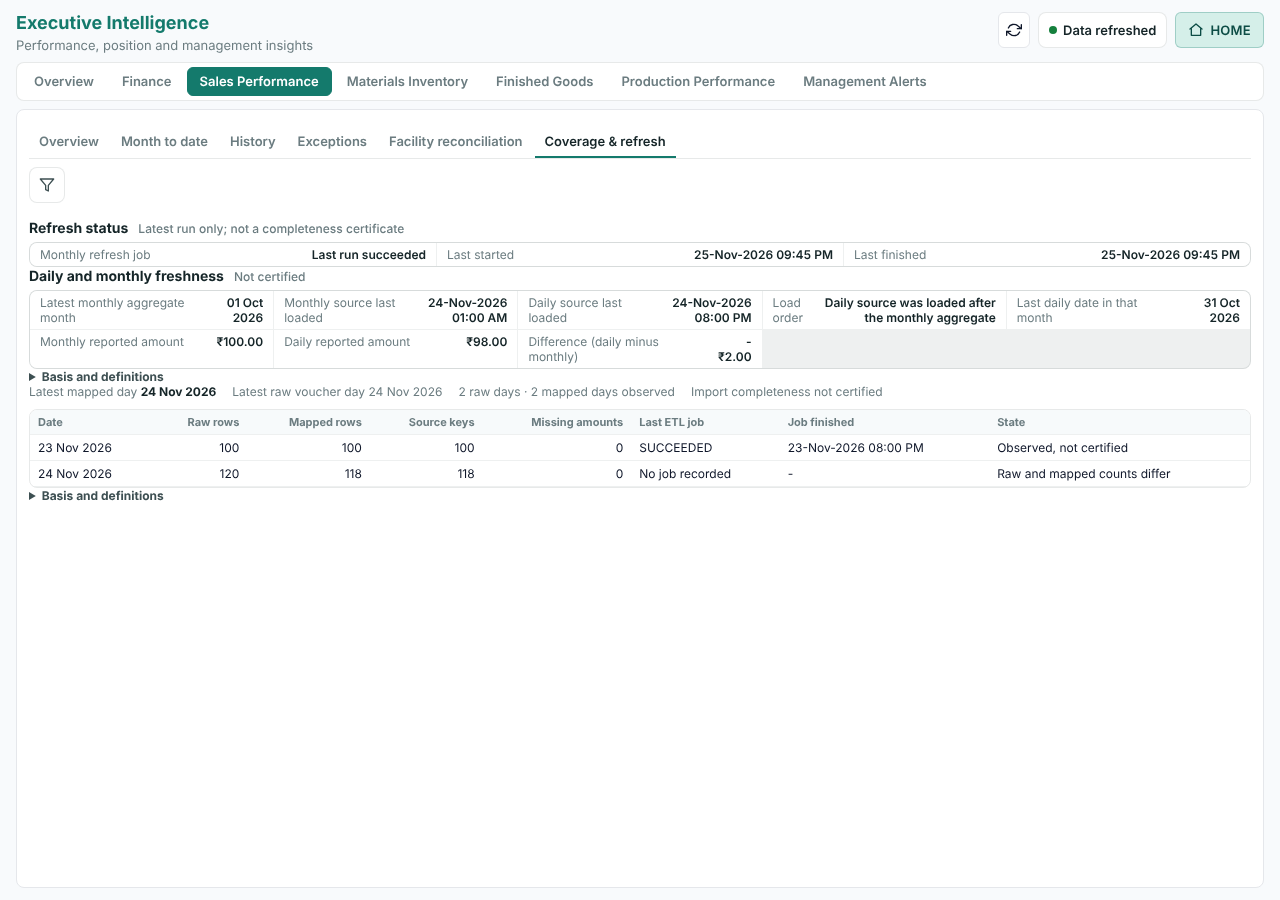 Executive Intelligence
Performance, position and management insights
Data refreshed
HOME
Overview Finance Sales Performance Materials Inventory Finished Goods Production Performance Management Alerts
Overview Month to date History Exceptions Facility reconciliation Coverage & refresh
Refresh status Latest run only; not a completeness certificate
Monthly refresh job Last run succeeded Last started 25-Nov-2026 09:45 PM Last finished 25-Nov-2026 09:45 PM
Daily and monthly freshness Not certified
Latest monthly aggregate month 01 Oct 2026
Monthly source last loaded 24-Nov-2026 01:00 AM
Daily source last loaded 24-Nov-2026 08:00 PM
Load order Daily source was loaded after the monthly aggregate
Last daily date in that month 31 Oct 2026
Monthly reported amount ₹100.00
Daily reported amount ₹98.00
Difference (daily minus monthly) -₹2.00
Basis and definitions
Latest mapped day 24 Nov 2026 Latest raw voucher day 24 Nov 2026 2 raw days · 2 mapped days observed Import completeness not certified
Date Raw rows Mapped rows Source keys Missing amounts Last ETL job Job finished State
23 Nov 2026 100 100 100 0 SUCCEEDED 23-Nov-2026 08:00 PM Observed, not certified
24 Nov 2026 120 118 118 0 No job recorded - Raw and mapped counts differ
Basis and definitions